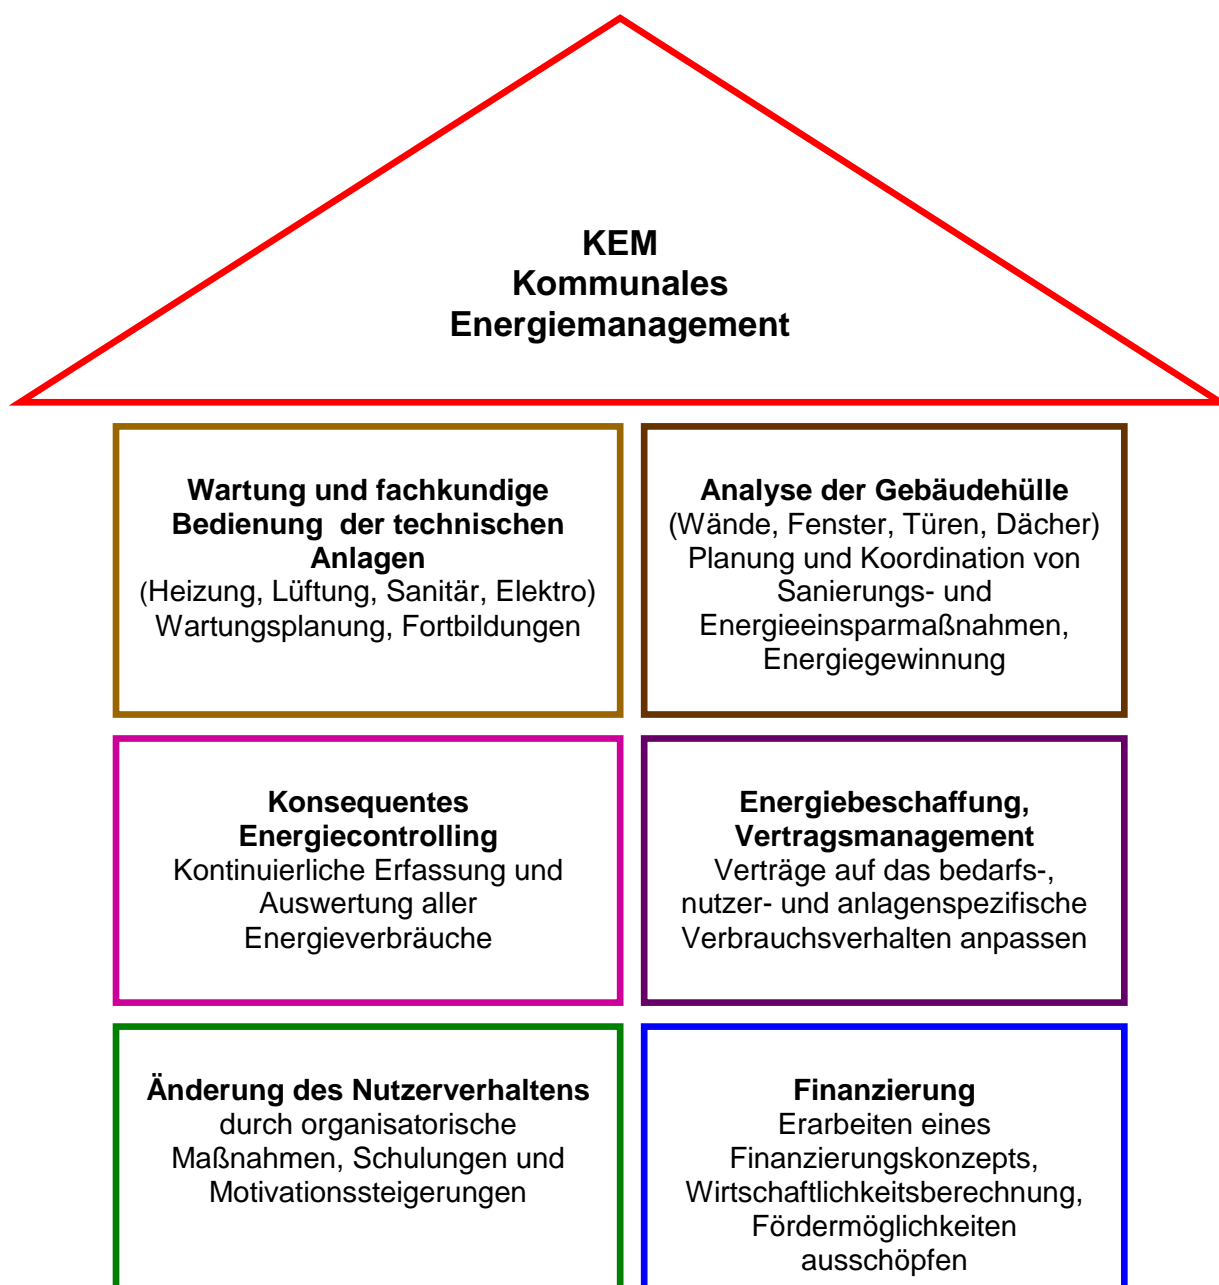 KEM
Kommunales
Energiemanagement
Wartung und fachkundige
Bedienung der technischen
Anlagen
(Heizung, Lüftung, Sanitär, Elektro)
Wartungsplanung, Fortbildungen
Analyse der Gebäudehülle
(Wände, Fenster, Türen, Dächer)
Planung und Koordination von
Sanierungs- und
Energieeinsparmaßnahmen,
Energiegewinnung
Konsequentes
Energiecontrolling
Kontinuierliche Erfassung und
Auswertung aller
Energieverbräuche
Energiebeschaffung,
Vertragsmanagement
Verträge auf das bedarfs-,
nutzer- und anlagenspezifische
Verbrauchsverhalten anpassen
Änderung des Nutzerverhaltens
durch organisatorische
Maßnahmen, Schulungen und
Motivationssteigerungen
Finanzierung
Erarbeiten eines
Finanzierungskonzepts,
Wirtschaftlichkeitsberechnung,
Fördermöglichkeiten
ausschöpfen